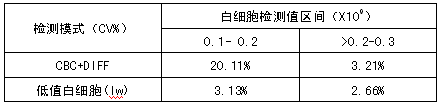 检测模式（CV%）
白细胞检测值区间（X10⁹）
0.1- 0.2
>0.2-0.3
CBC+DIFF
20.11%
3.21%
低值白细胞(lw)
3.13%
2.66%